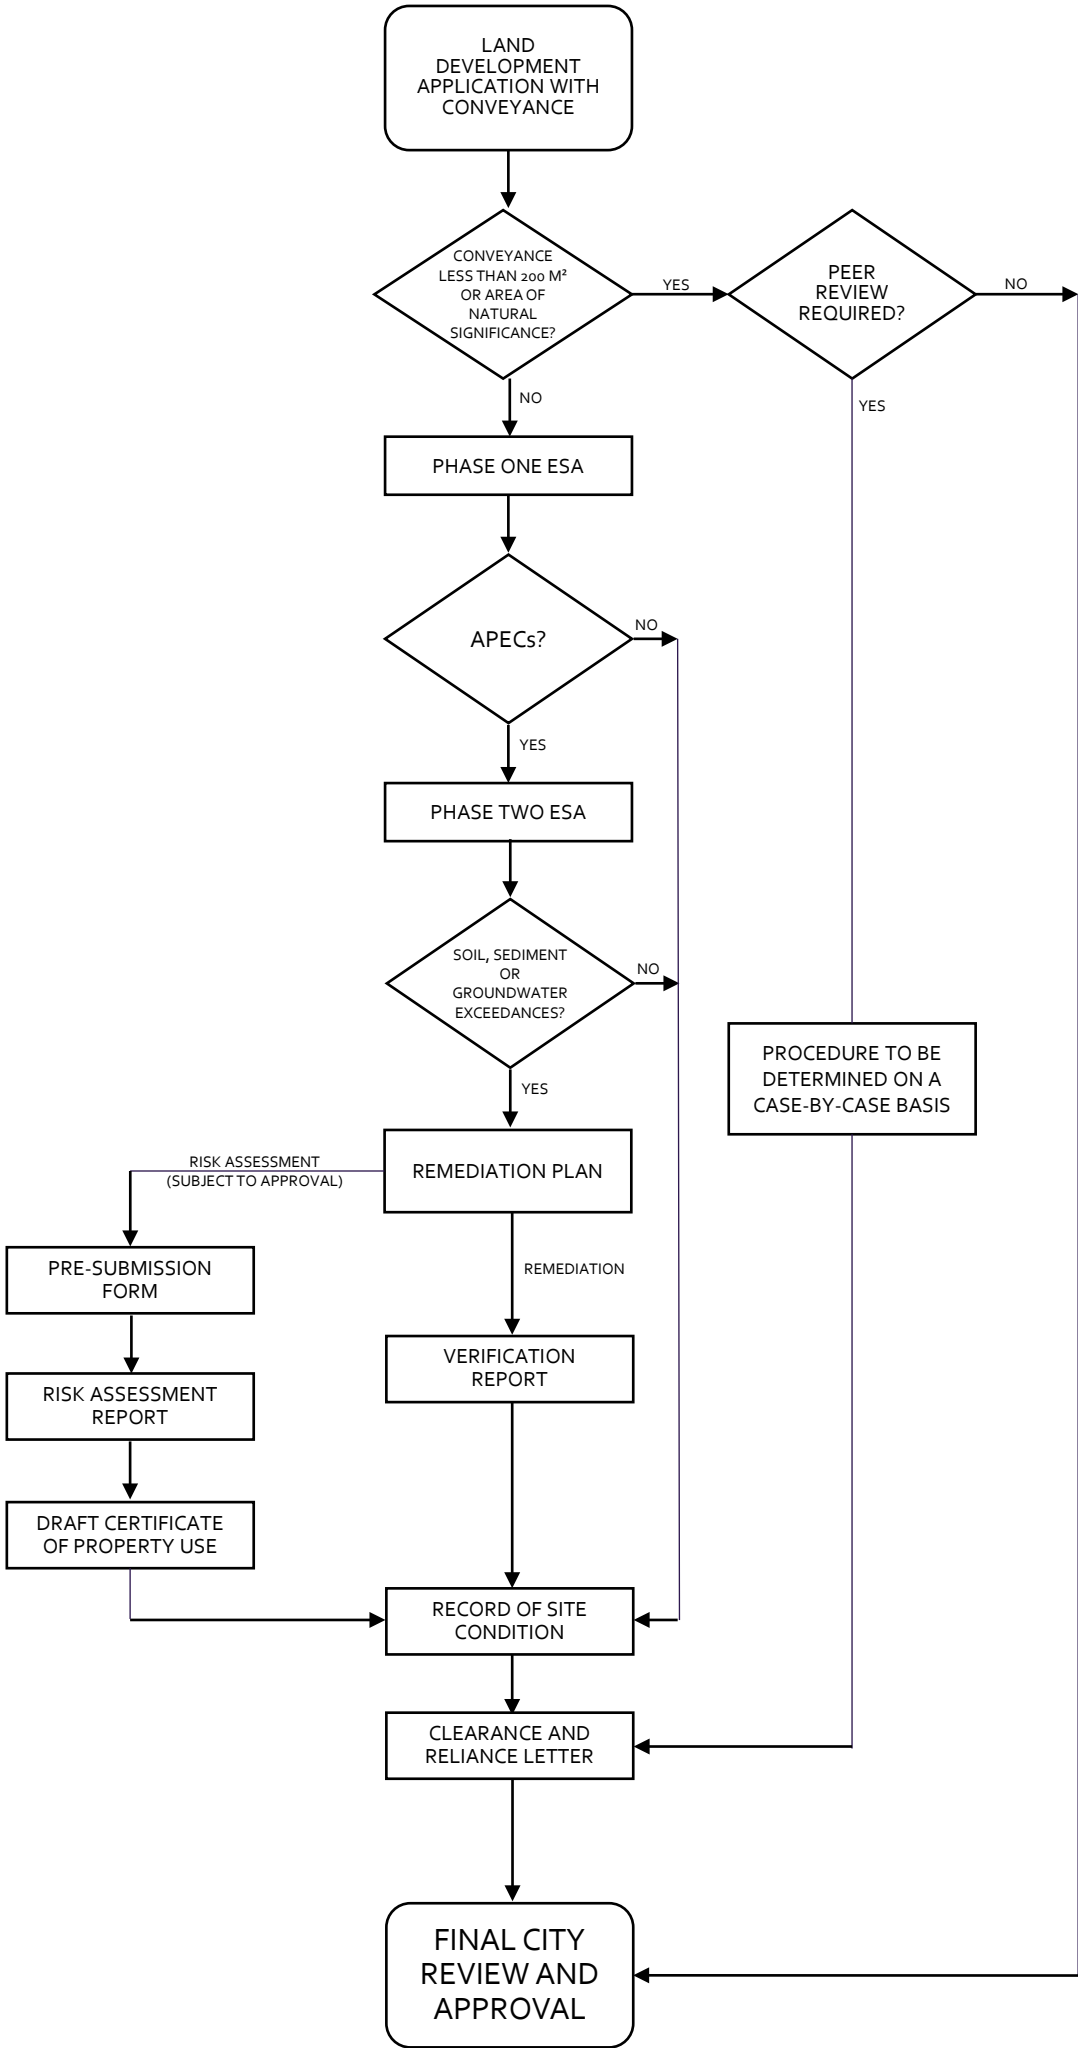 LAND
DEVELOPMENT
APPLICATION WITH
CONVEYANCE
CONVEYANCE
LESS THAN 200 M²
OR AREA OF
NATURAL
SIGNIFICANCE?
YES
PEER
REVIEW
REQUIRED?
NO
NO
YES
PHASE ONE ESA
APECs?
NO
YES
PHASE TWO ESA
SOIL, SEDIMENT
OR
GROUNDWATER
EXCEEDANCES?
NO
YES
PROCEDURE TO BE
DETERMINED ON A
CASE-BY-CASE BASIS
REMEDIATION PLAN
RISK ASSESSMENT
(SUBJECT TO APPROVAL)
REMEDIATION
PRE-SUBMISSION
FORM
VERIFICATION
REPORT
RISK ASSESSMENT
REPORT
DRAFT CERTIFICATE
OF PROPERTY USE
RECORD OF SITE
CONDITION
CLEARANCE AND
RELIANCE LETTER
FINAL CITY
REVIEW AND
APPROVAL